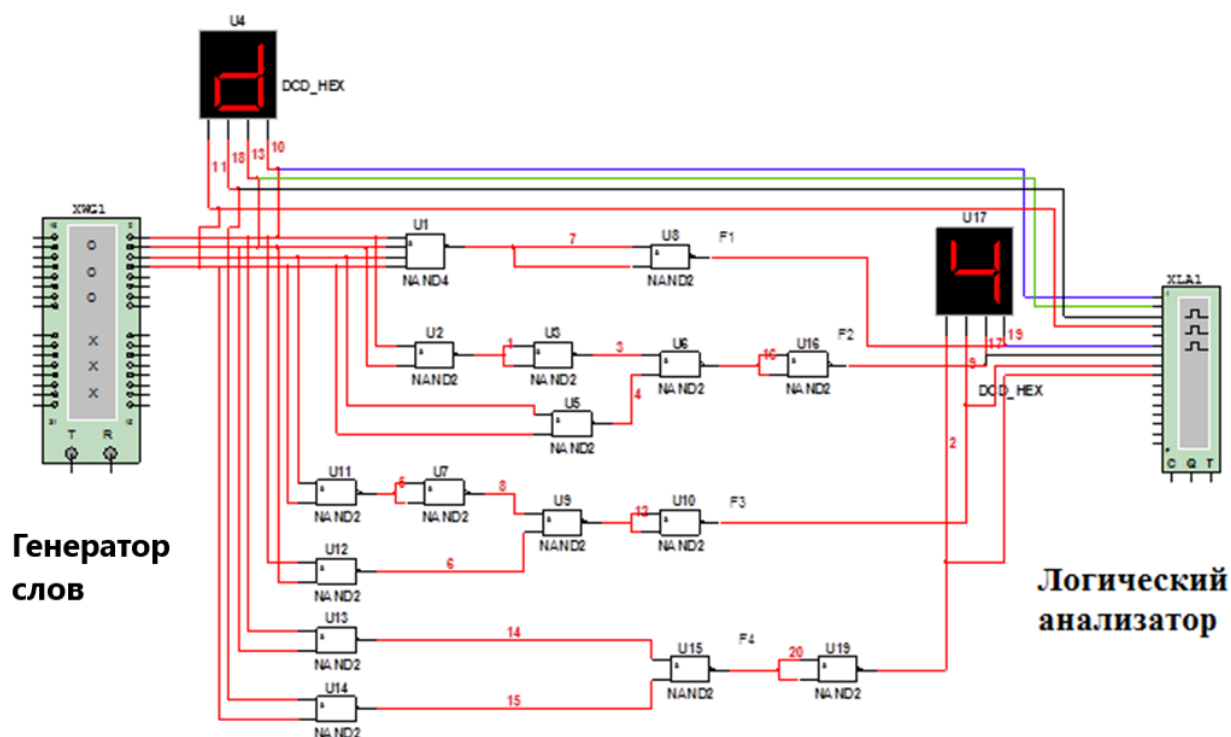 U4
DCD_HEX
11
18
13
10
XWG1
O
O
O
X
X
X
T
R
U1
NAND4
7
U8
NAND2
F1
U17
DCD_HEX
19
17
9
2
XLA1
C Q T
U2
NAND2
1
U3
NAND2
3
U6
NAND2
16
U16
NAND2
F2
4
U5
NAND2
U11
NAND2
5
U7
NAND2
8
U9
NAND2
12
U10
NAND2
F3
U12
NAND2
6
U13
NAND2
14
U15
NAND2
F4
20
U19
NAND2
U14
NAND2
15
Генератор
слов
Логический
анализатор